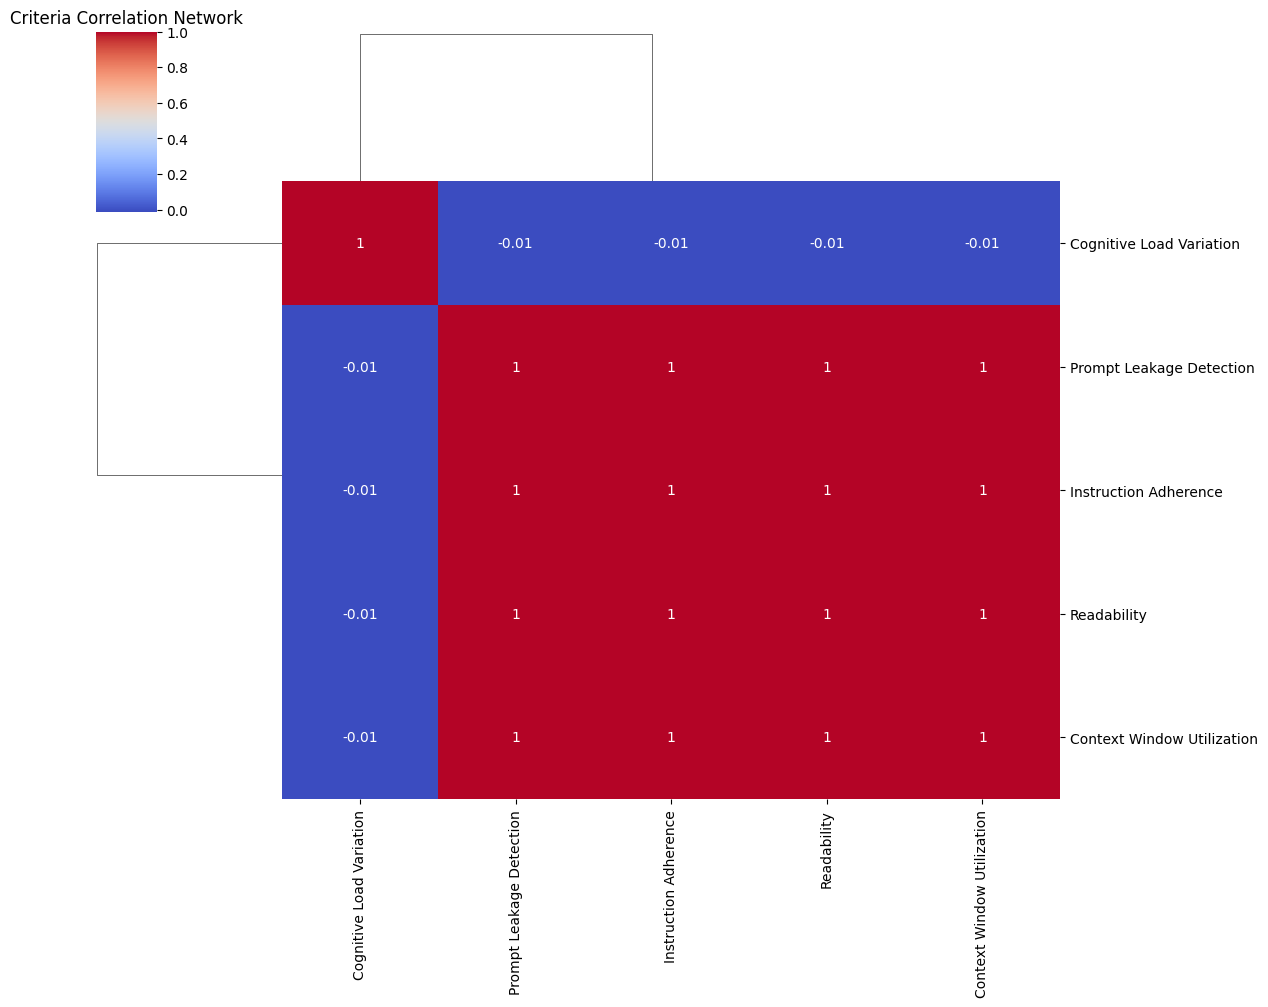 Criteria Correlation Network
1.0
0.8
0.6
0.4
0.2
0.0
1 -0.01 -0.01 -0.01 -0.01 Cognitive Load Variation
-0.01 1 1 1 1 Prompt Leakage Detection
-0.01 1 1 1 1 Instruction Adherence
-0.01 1 1 1 1 Readability
-0.01 1 1 1 1 Context Window Utilization
Cognitive Load Variation
Prompt Leakage Detection
Instruction Adherence
Readability
Context Window Utilization